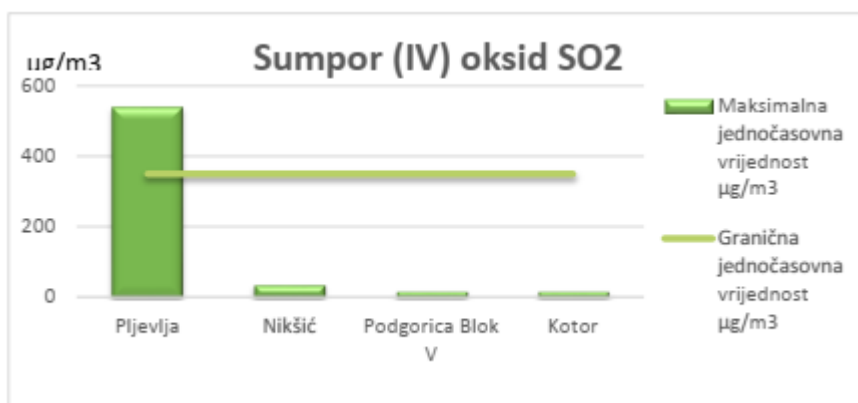 µg/m3
Sumpor (IV) oksid SO2
600
400
200
0
Pljevlja
Nikšić
Podgorica Blok
V
Kotor
Maksimalna
jednočasovna
vrijednost
µg/m3
Granična
jednočasovna
vrijednost
µg/m3